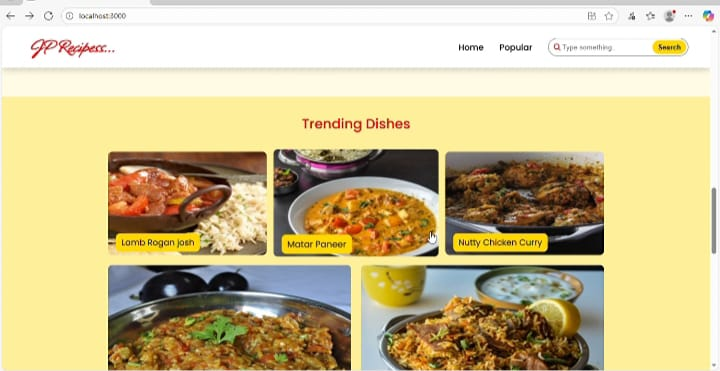 localhost:3000
JP Recipess...
Home Popular Type something Search
Trending Dishes
Lamb Rogan josh
Matar Paneer
Nutty Chicken Curry